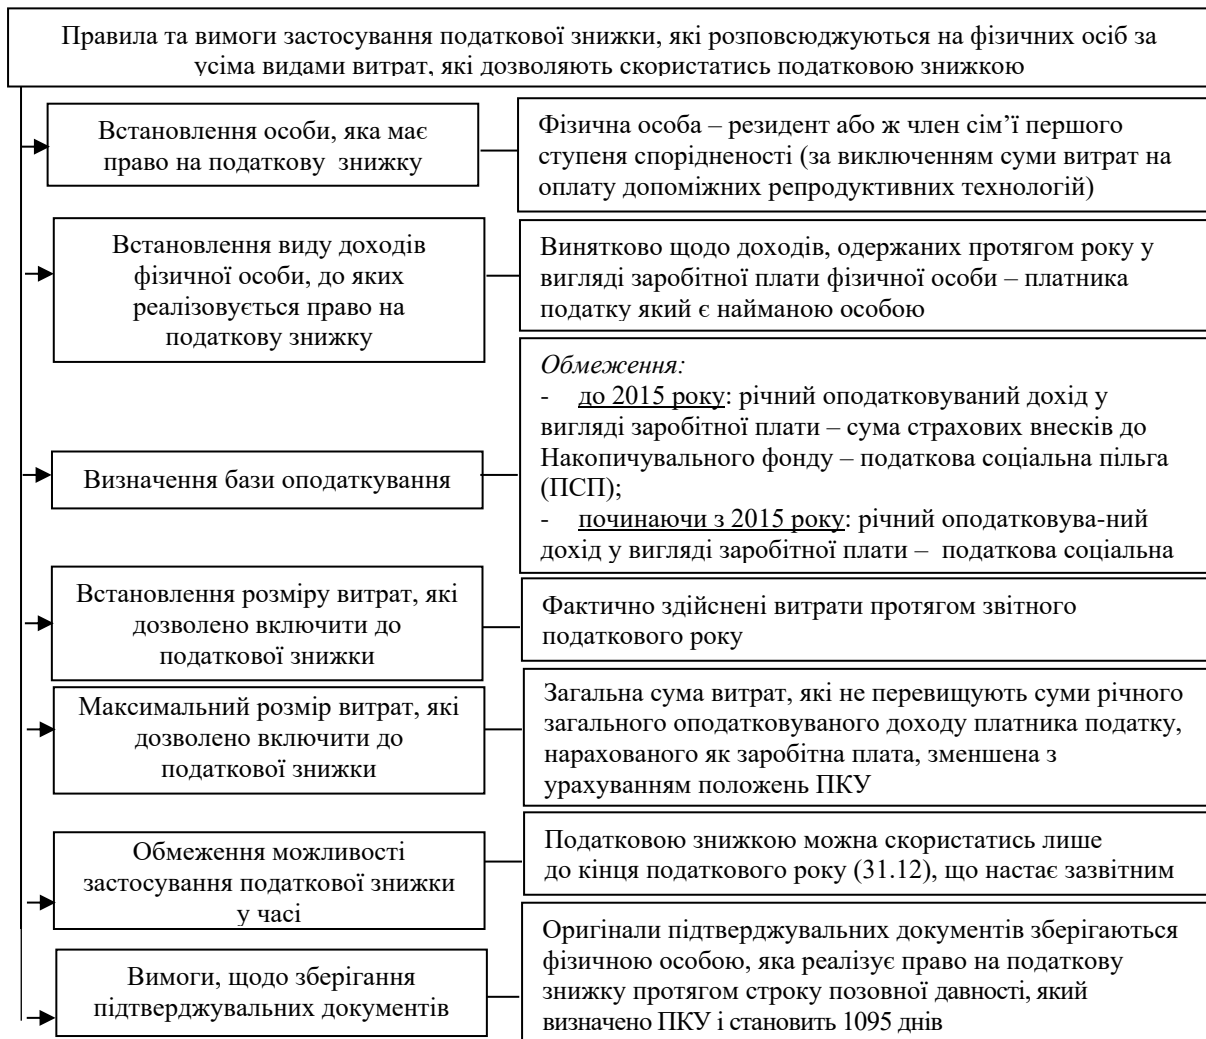 Правила та вимоги застосування податкової знижки, які розповсюджуються на фізичних осіб за
усіма видами витрат, які дозволяють скористатись податковою знижкою
Встановлення особи, яка має
право на податкову знижку
Фізична особа – резидент або ж член сім’ї першого
ступеня спорідненості (за виключенням суми витрат на
оплату допоміжних репродуктивних технологій)
Встановлення виду доходів
фізичної особи, до яких
реалізовується право на
податкову знижку
Винятково щодо доходів, одержаних протягом року у
вигляді заробітної плати фізичної особи – платника
податку який є найманою особою
Визначення бази оподаткування
Обмеження:
- до 2015 року: річний оподатковуваний дохід у
вигляді заробітної плати – сума страхових внесків до
Накопичувального фонду – податкова соціальна пільга
(ПСП);
- починаючи з 2015 року: річний оподатковува-ний
дохід у вигляді заробітної плати – податкова соціальна
Встановлення розміру витрат, які
дозволено включити до
податкової знижки
Фактично здійснені витрати протягом звітного
податкового року
Максимальний розмір витрат, які
дозволено включити до
податкової знижки
Загальна сума витрат, які не перевищують суми річного
загального оподатковуваного доходу платника податку,
нарахованого як заробітна плата, зменшена з
урахуванням положень ПКУ
Обмеження можливості
застосування податкової знижки
у часі
Податковою знижкою можна скористатись лише
до кінця податкового року (31.12), що настає зазвітним
Вимоги, щодо зберігання
підтверджувальних документів
Оригінали підтверджувальних документів зберігаються
фізичною особою, яка реалізує право на податкову
знижку протягом строку позовної давності, який
визначено ПКУ і становить 1095 днів